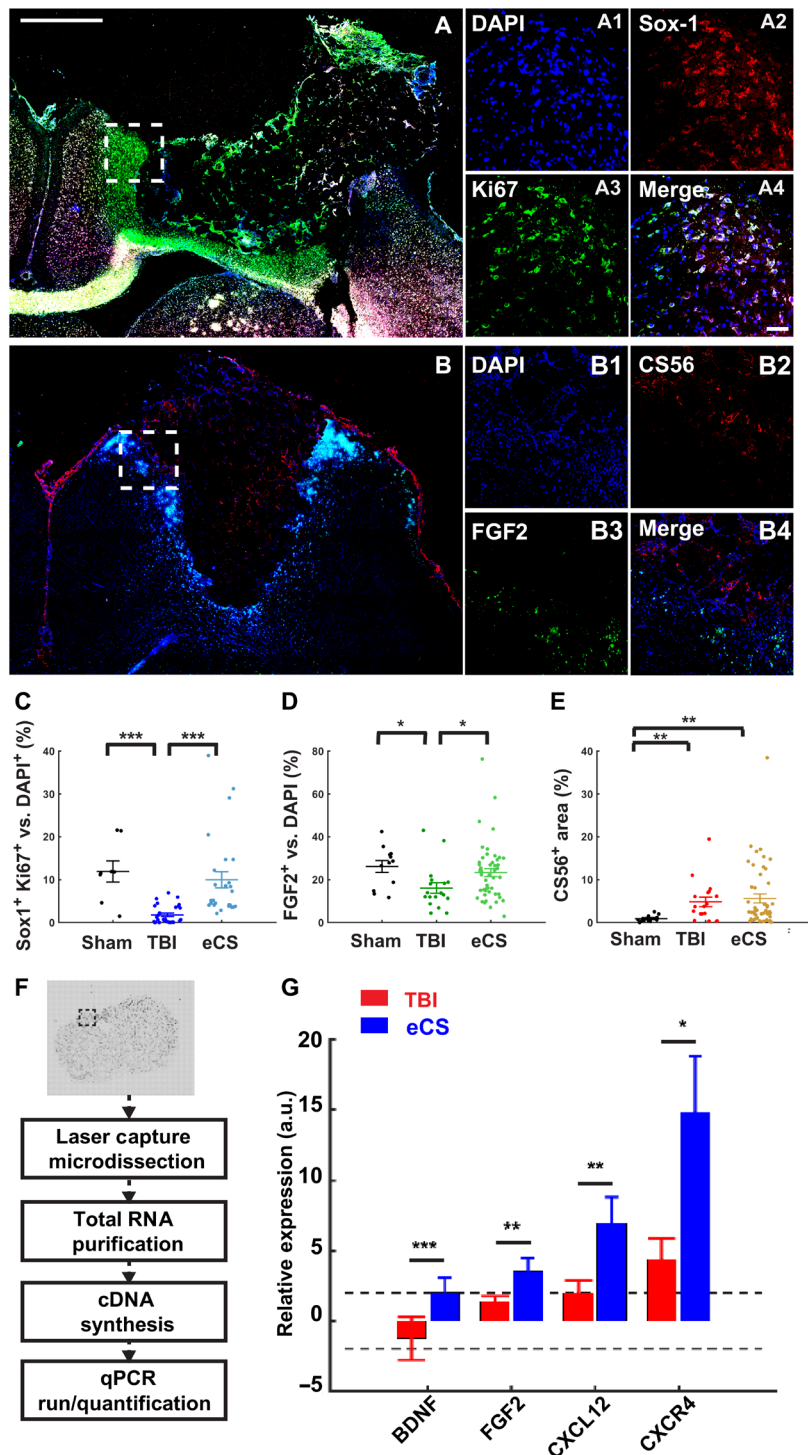 A
DAPI A1
Sox-1 A2
Ki67 A3
Merge A4
B
DAPI B1
CS56 B2
FGF2 B3
Merge B4
C
***
***
Sox1+ Ki67+ vs. DAPI+ (%)
40
30
20
10
0
Sham TBI eCS
D
*
*
FGF2+ vs. DAPI (%)
80
60
40
20
0
Sham TBI eCS
E
**
**
CS56+ area (%)
40
30
20
10
0
Sham TBI eCS
F
Laser capture
microdissection
Total RNA
purification
cDNA
synthesis
qPCR
run/quantification
G
TBI
eCS
Relative expression (a.u.)
20
15
10
5
0
−5
***
**
**
*
BDNF
FGF2
CXCL12
CXCR4